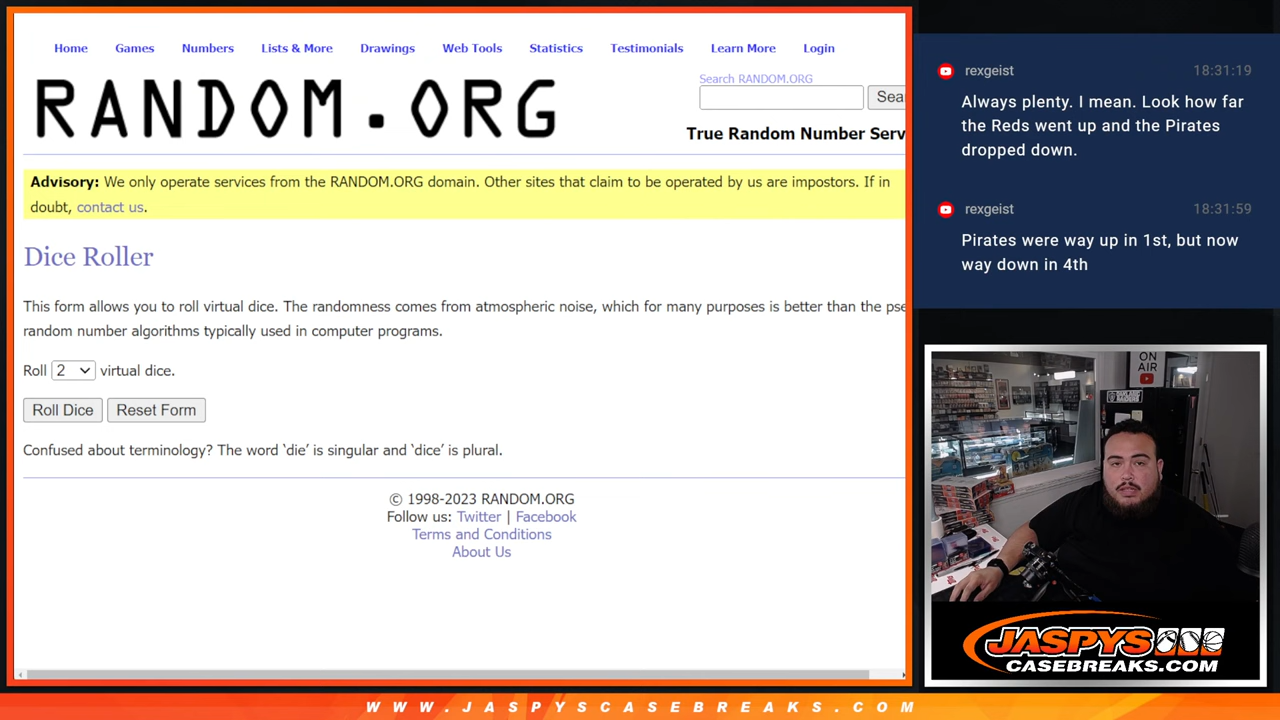 Home Games Numbers Lists & More Drawings Web Tools Statistics Testimonials Learn More Login
RANDOM.ORG
Search RANDOM.ORG
Sea
True Random Number Serv
Advisory: We only operate services from the RANDOM.ORG domain. Other sites that claim to be operated by us are impostors. If in
doubt, contact us.
Dice Roller
This form allows you to roll virtual dice. The randomness comes from atmospheric noise, which for many purposes is better than the pse
random number algorithms typically used in computer programs.
Roll 2 virtual dice.
Roll Dice Reset Form
Confused about terminology? The word ‘die’ is singular and ‘dice’ is plural.
© 1998-2023 RANDOM.ORG
Follow us: Twitter | Facebook
Terms and Conditions
About Us
rexgeist 18:31:19
Always plenty. I mean. Look how far
the Reds went up and the Pirates
dropped down.
rexgeist 18:31:59
Pirates were way up in 1st, but now
way down in 4th
ON
AIR
JASPYS
CASEBREAKS.COM
WWW.JASPYSCASEBREAKS.COM